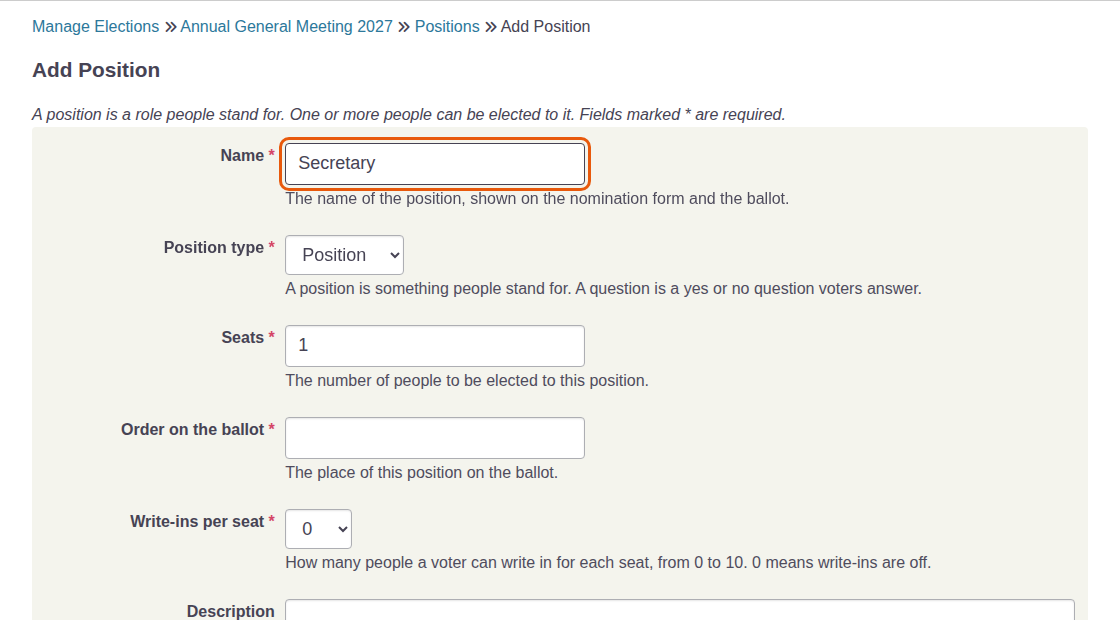 Manage Elections » Annual General Meeting 2027 » Positions » Add Position
Add Position
A position is a role people stand for. One or more people can be elected to it. Fields marked * are required.
Name *
Secretary
The name of the position, shown on the nomination form and the ballot.
Position type *
Position
A position is something people stand for. A question is a yes or no question voters answer.
Seats *
1
The number of people to be elected to this position.
Order on the ballot *
The place of this position on the ballot.
Write-ins per seat *
0
How many people a voter can write in for each seat, from 0 to 10. 0 means write-ins are off.
Description